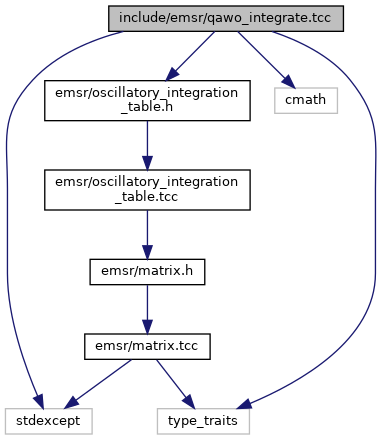 include/emsr/qawo_integrate.tcc
emsr/oscillatory_integration
_table.h
cmath
emsr/oscillatory_integration
_table.tcc
emsr/matrix.h
emsr/matrix.tcc
stdexcept
type_traits